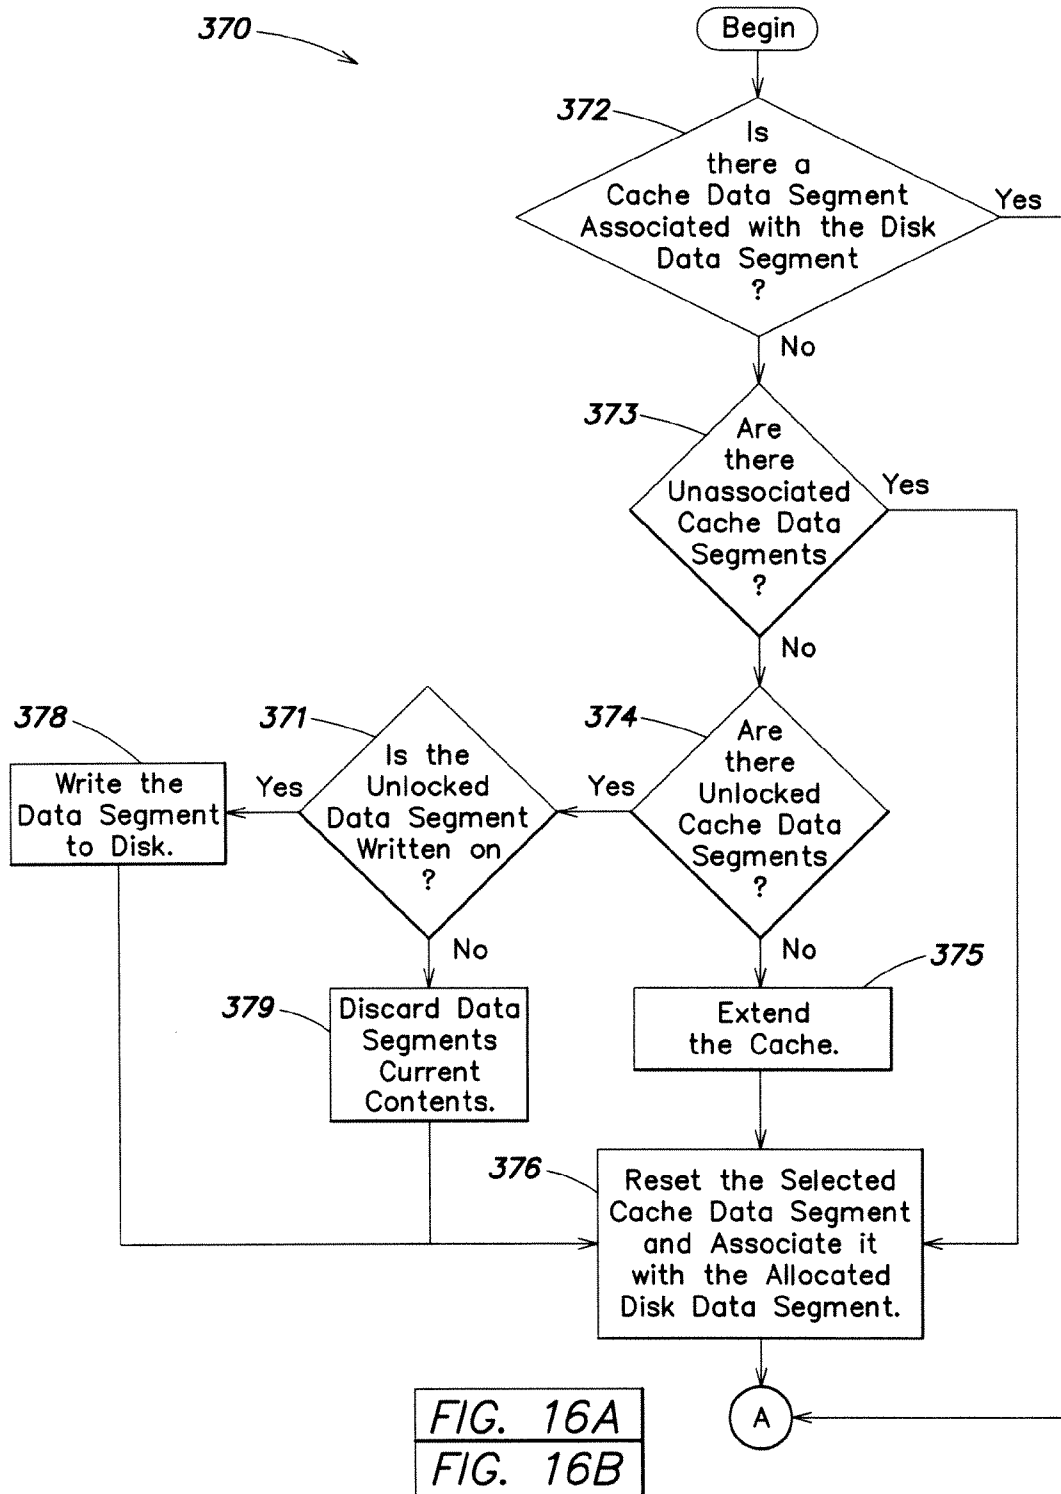 370
Begin
372
Is
there a
Cache Data Segment
Associated with the Disk
Data Segment
?
Yes
No
373
Are
there
Unassociated
Cache Data
Segments
?
Yes
No
378
Write the
Data Segment
to Disk.
Yes
371
Is the
Unlocked
Data Segment
Written on
?
Yes
374
Are
there
Unlocked
Cache Data
Segments
?
No
No
379
Discard Data
Segments
Current
Contents.
375
Extend
the Cache.
376
Reset the Selected
Cache Data Segment
and Associate it
with the Allocated
Disk Data Segment.
A
FIG. 16A
FIG. 16B